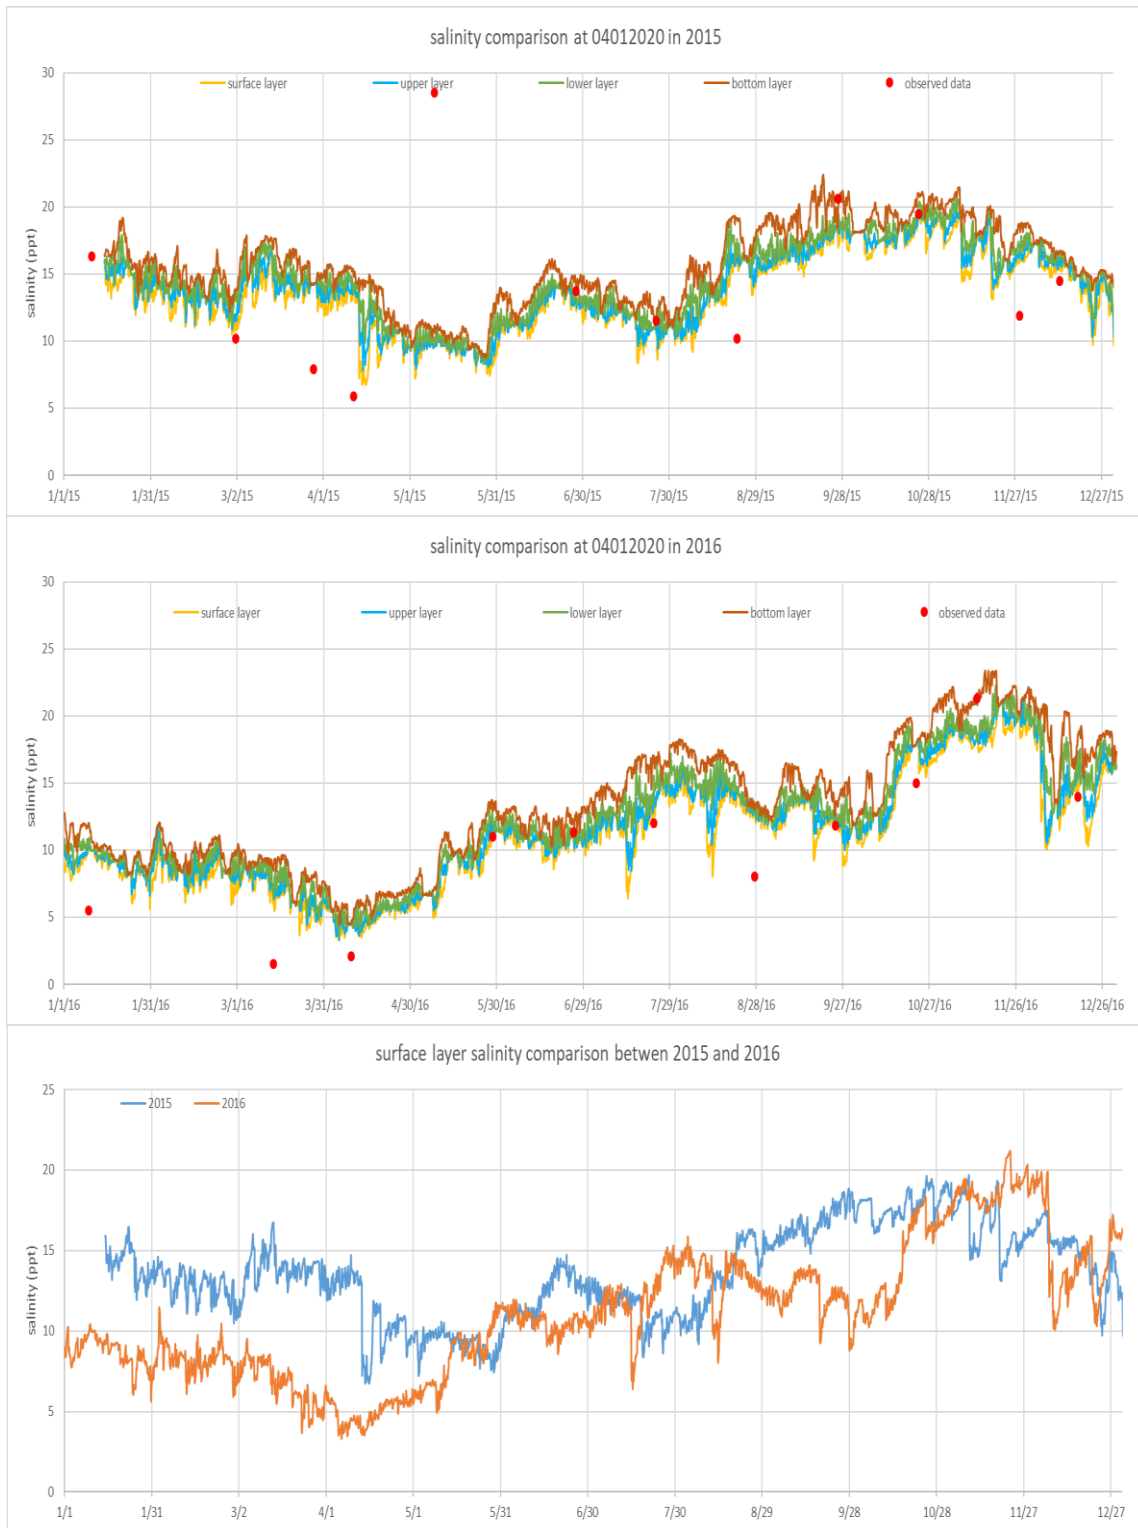 salinity comparison at 04012020 in 2015
surface layer upper layer lower layer bottom layer observed data
salinity (ppt)
30
25
20
15
10
5
0
1/1/15 1/31/15 3/2/15 4/1/15 5/1/15 5/31/15 6/30/15 7/30/15 8/29/15 9/28/15 10/28/15 11/27/15 12/27/15
salinity comparison at 04012020 in 2016
surface layer upper layer lower layer bottom layer observed data
salinity (ppt)
30
25
20
15
10
5
0
1/1/16 1/31/16 3/1/16 3/31/16 4/30/16 5/30/16 6/29/16 7/29/16 8/28/16 9/27/16 10/27/16 11/26/16 12/26/16
surface layer salinity comparison betwen 2015 and 2016
2015 2016
salinity (ppt)
25
20
15
10
5
0
1/1 1/31 3/2 4/1 5/1 5/31 6/30 7/30 8/29 9/28 10/28 11/27 12/27